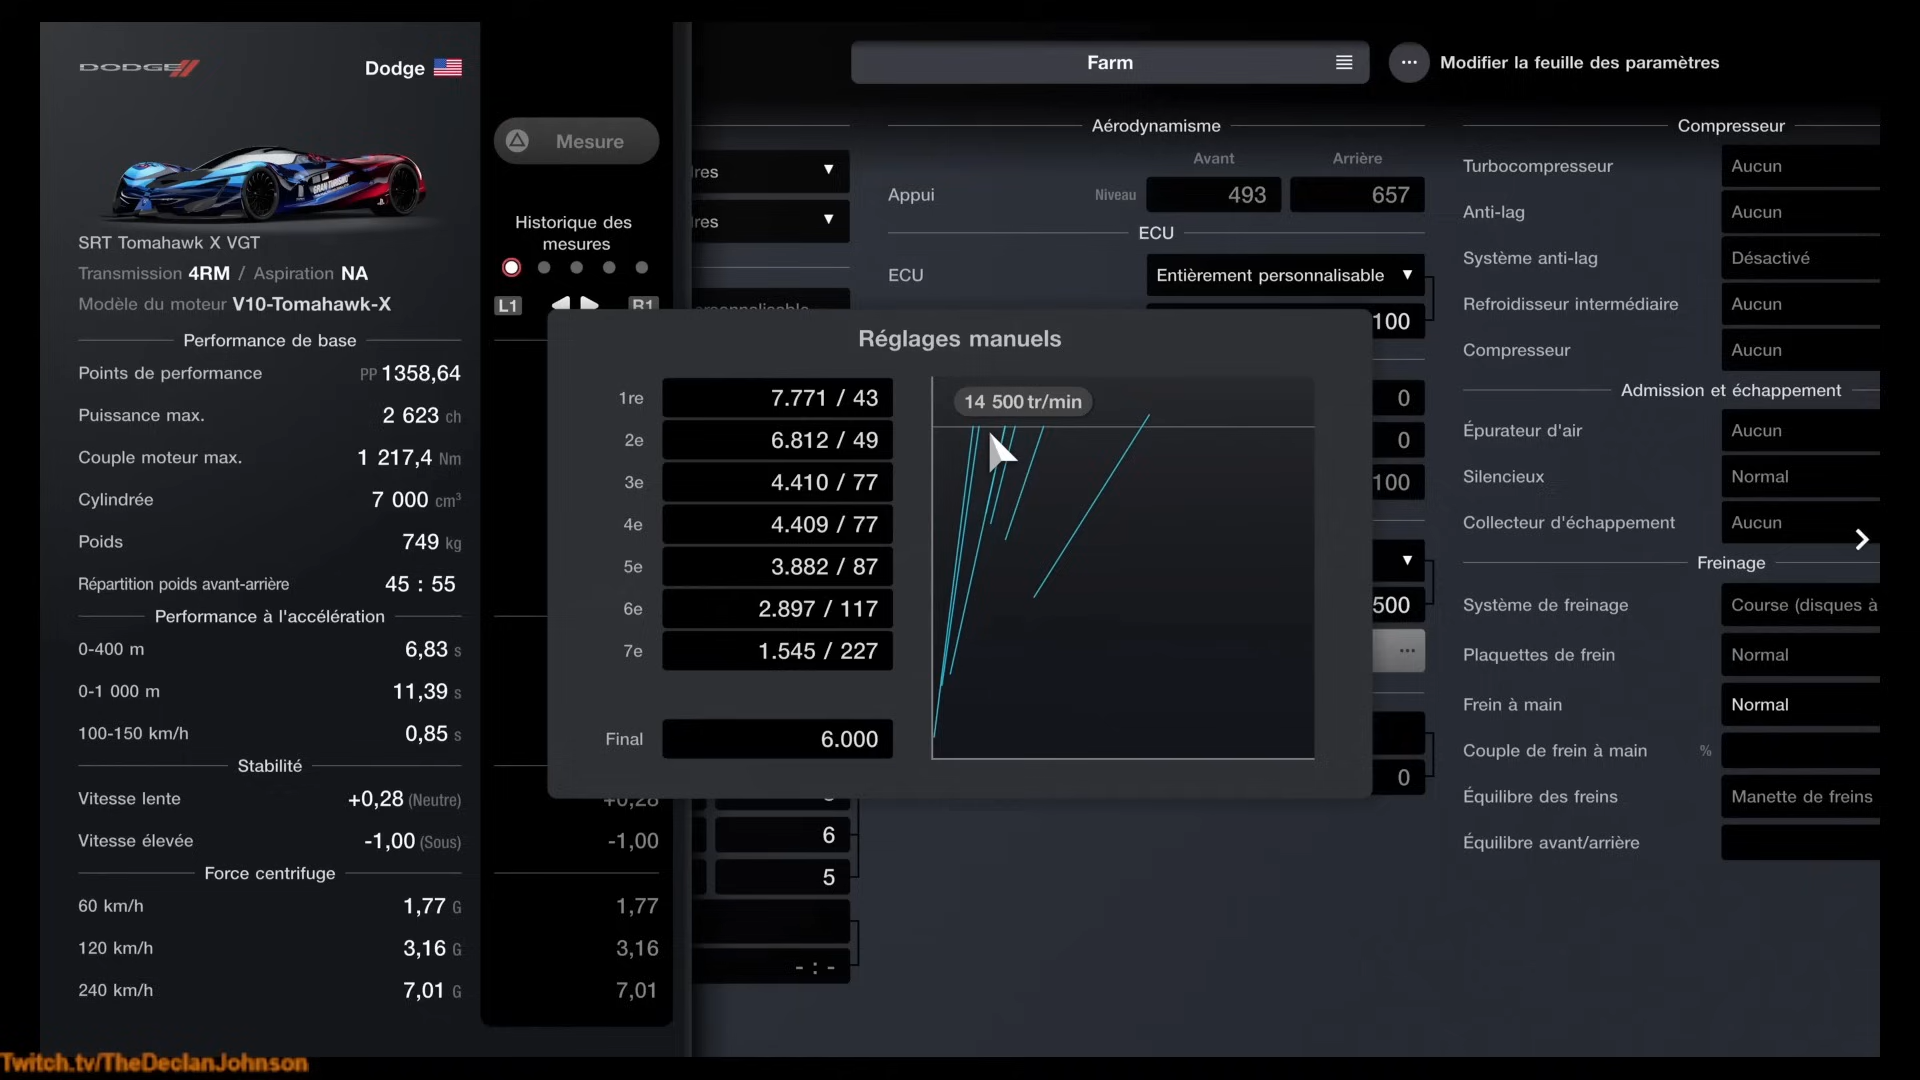 DODGE
Dodge
SRT Tomahawk X VGT
Transmission 4RM / Aspiration NA
Modèle du moteur V10-Tomahawk-X
Performance de base
Points de performance PP 1358,64
Puissance max. 2 623 ch
Couple moteur max. 1 217,4 Nm
Cylindrée 7 000 cm³
Poids 749 kg
Répartition poids avant-arrière 45 : 55
Performance à l'accélération
0-400 m 6,83 s
0-1 000 m 11,39 s
100-150 km/h 0,85 s
Stabilité
Vitesse lente +0,28 (Neutre)
Vitesse élevée -1,00 (Sous)
Force centrifuge
60 km/h 1,77 G
120 km/h 3,16 G
240 km/h 7,01 G
Mesure
Historique des
mesures
L1 R1
+0,28
-1,00
1,77
3,16
7,01
Farm
Modifier la feuille des paramètres
Aérodynamisme
Avant Arrière
Appui Niveau 493 657
ECU
ECU Entièrement personnalisable
100
0
0
100
500
0
6
5
- : -
Réglages manuels
1re 7.771 / 43
2e 6.812 / 49
3e 4.410 / 77
4e 4.409 / 77
5e 3.882 / 87
6e 2.897 / 117
7e 1.545 / 227
Final 6.000
14 500 tr/min
Compresseur
Turbocompresseur Aucun
Anti-lag Aucun
Système anti-lag Désactivé
Refroidisseur intermédiaire Aucun
Compresseur Aucun
Admission et échappement
Épurateur d'air Aucun
Silencieux Normal
Collecteur d'échappement Aucun
Freinage
Système de freinage Course (disques à
Plaquettes de frein Normal
Frein à main Normal
Couple de frein à main %
Équilibre des freins Manette de freins
Équilibre avant/arrière
Twitch.tv/TheDeclanJohnson